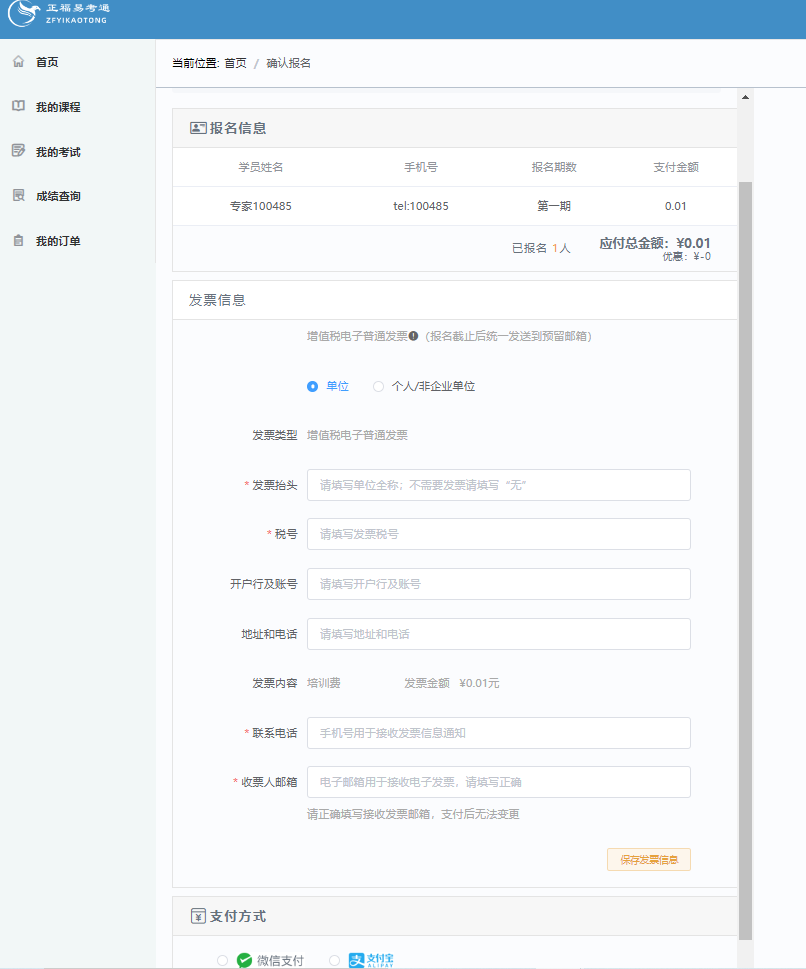 正福易考通
ZFYIKAOTONG
首页
我的课程
我的考试
成绩查询
我的订单
当前位置: 首页 / 确认报名
报名信息
学员姓名 手机号 报名期数 支付金额
专家100485 tel:100485 第一期 0.01
已报名 1人 应付总金额: ¥0.01
优惠: ¥-0
发票信息
增值税电子普通发票 (报名截止后统一发送到预留邮箱)
单位 个人/非企业单位
发票类型 增值税电子普通发票
* 发票抬头 请填写单位全称；不需要发票请填写“无”
* 税号 请填写发票税号
开户行及账号 请填写开户行及账号
地址和电话 请填写地址和电话
发票内容 培训费 发票金额 ¥0.01元
* 联系电话 手机号用于接收发票信息通知
* 收票人邮箱 电子邮箱用于接收电子发票，请填写正确
请正确填写接收发票邮箱，支付后无法变更
保存发票信息
支付方式
微信支付 支付宝
ALIPAY